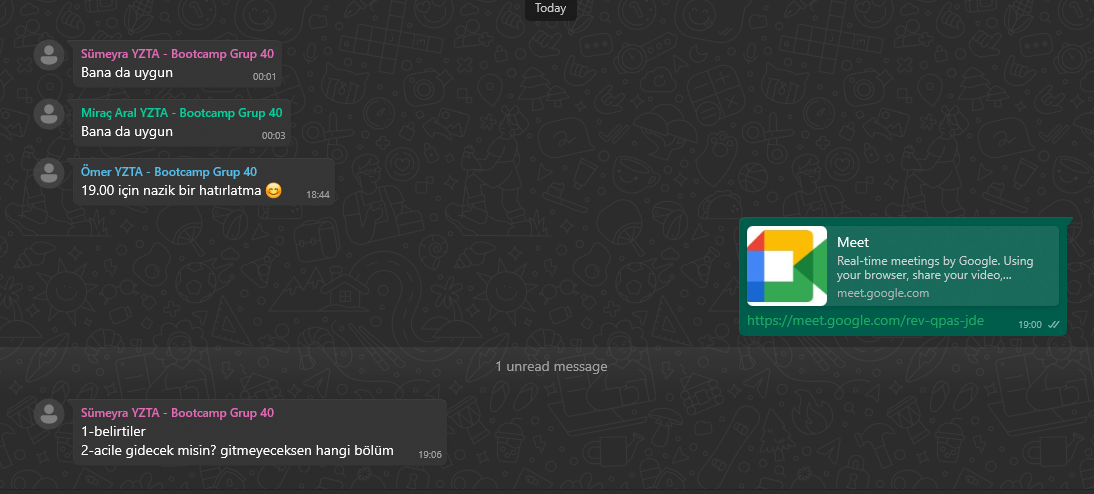 Today
Sümeyra YZTA - Bootcamp Grup 40
Bana da uygun
00:01
Miraç Aral YZTA - Bootcamp Grup 40
Bana da uygun
00:03
Ömer YZTA - Bootcamp Grup 40
19.00 için nazik bir hatırlatma 😊
18:44
Meet
Real-time meetings by Google. Using
your browser, share your video,...
meet.google.com
https://meet.google.com/rev-qpas-jde
19:00
1 unread message
Sümeyra YZTA - Bootcamp Grup 40
1-belirtiler
2-acile gidecek misin? gitmeyeceksen hangi bölüm
19:06